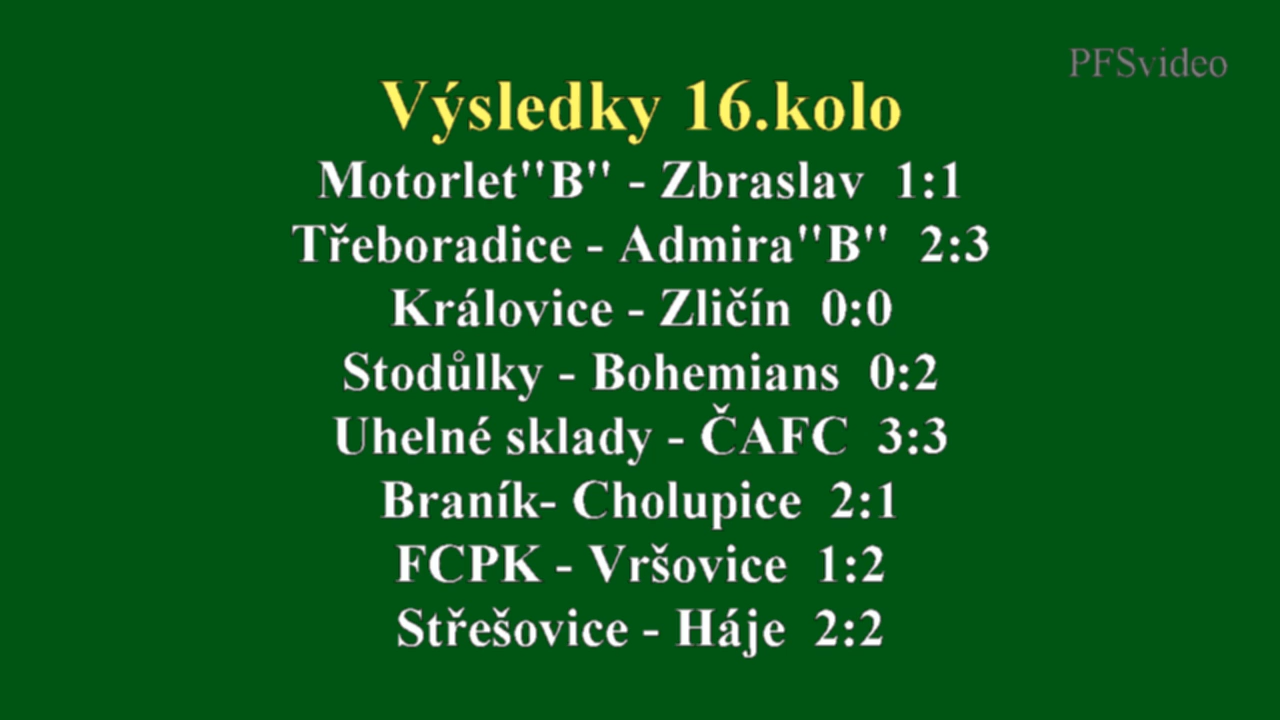 PFSvideo
Výsledky 16.kolo
Motorlet"B" - Zbraslav 1:1
Třeboradice - Admira"B" 2:3
Královice - Zličín 0:0
Stodůlky - Bohemians 0:2
Uhelné sklady - ČAFC 3:3
Braník- Cholupice 2:1
FCPK - Vršovice 1:2
Střešovice - Háje 2:2